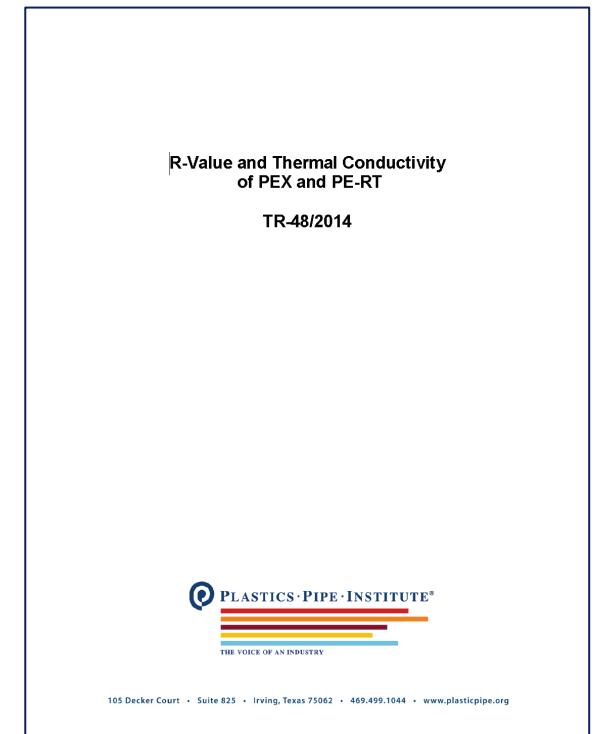 R-Value and Thermal Conductivity
of PEX and PE-RT
TR-48/2014
PLASTICS·PIPE·INSTITUTE®
THE VOICE OF AN INDUSTRY
105 Decker Court • Suite 825 • Irving, Texas 75062 • 469.499.1044 • www.plasticpipe.org